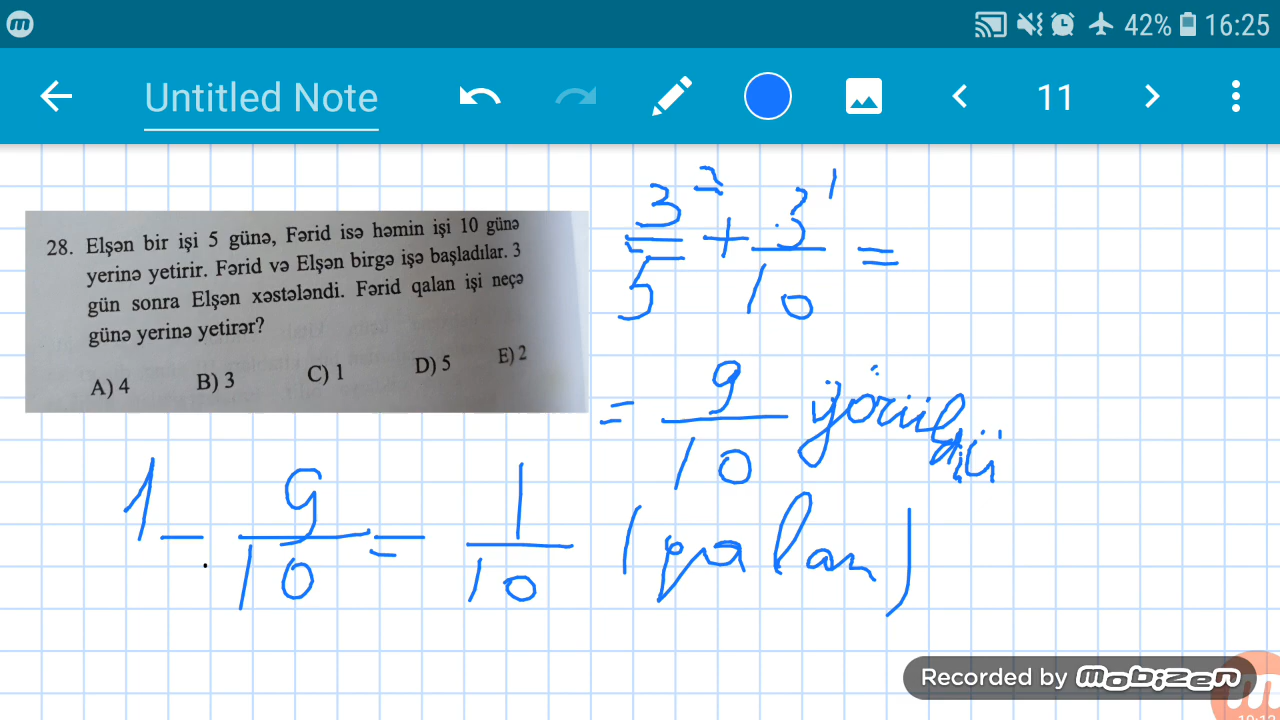 42% 16:25
Untitled Note 11
28. Elşən bir işi 5 günə, Fərid isə həmin işi 10 günə
yerinə yetirir. Fərid və Elşən birgə işə başladılar. 3
gün sonra Elşən xəstələndi. Fərid qalan işi neçə
günə yerinə yetirər?
A) 4 B) 3 C) 1 D) 5 E) 2
3/5 + 3/10 =
= 9/10
1 - 9/10 = 1/10 (qalan)
Recorded by mobizen